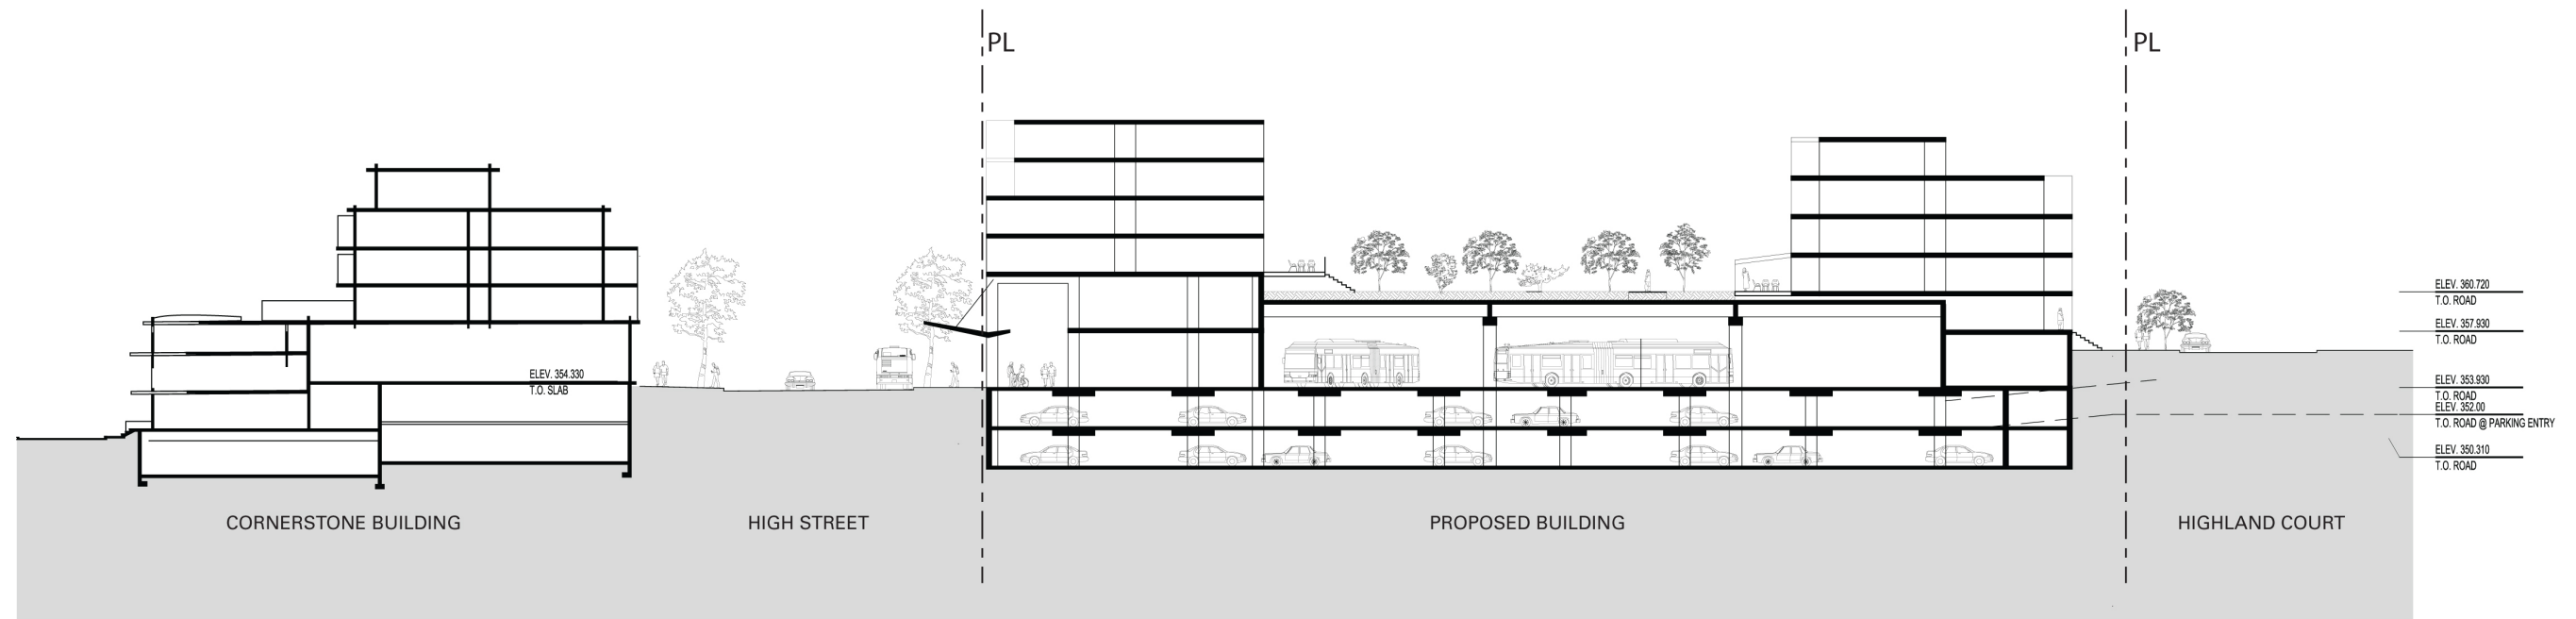 PL
PL
ELEV. 360.720
T.O. ROAD
ELEV. 357.930
T.O. ROAD
ELEV. 354.330
T.O. SLAB
ELEV. 353.930
T.O. ROAD
ELEV. 352.00
T.O. ROAD @ PARKING ENTRY
ELEV. 350.310
T.O. ROAD
CORNERSTONE BUILDING
HIGH STREET
PROPOSED BUILDING
HIGHLAND COURT